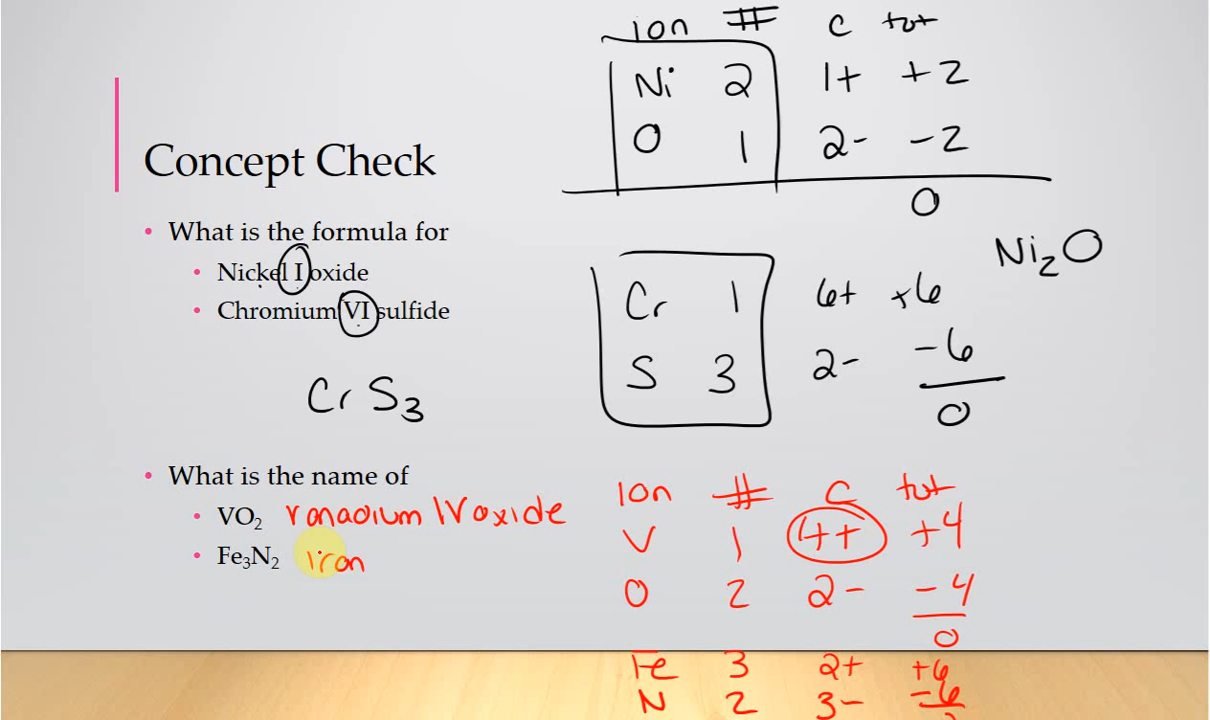 ion # C tot
Ni 2 1+ +2
O 1 2- -2
0
Concept Check
• What is the formula for
• Nickel I oxide
• Chromium VI sulfide
Ni₂O
Cr 1 6+ +6
S 3 2- -6
0
CrS₃
• What is the name of
• VO₂ vanadium IV oxide
• Fe₃N₂ iron
Ion # C tot
V 1 4+ +4
O 2 2- -4
0
Fe 3 2+ +6
N 2 3- -6